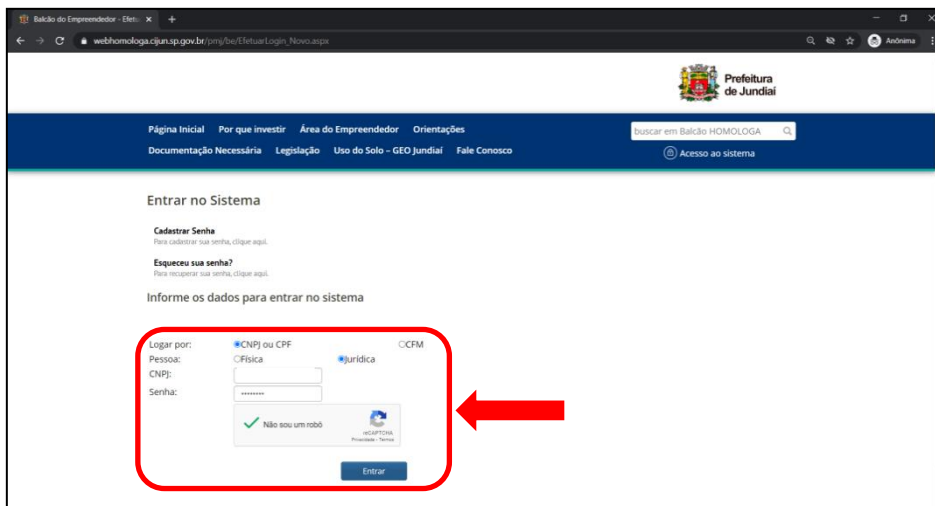 Balcão do Empreendedor - Efetu
webhomologa.cijun.sp.gov.br/pmj/be/EfetuarLogin_Novo.aspx
Anônima
Prefeitura
de Jundiaí
Página Inicial Por que investir Área do Empreendedor Orientações
buscar em Balcão HOMOLOGA
Documentação Necessária Legislação Uso do Solo – GEO Jundiaí Fale Conosco
Acesso ao sistema
Entrar no Sistema
Cadastrar Senha
Para cadastrar sua senha, clique aqui.
Esqueceu sua senha?
Para recuperar sua senha, clique aqui.
Informe os dados para entrar no sistema
Logar por: CNPJ ou CPF CCFM
Pessoa: Física Jurídica
CNPJ:
Senha: ••••••••
Não sou um robô
reCAPTCHA
Privacidade - Termos
Entrar